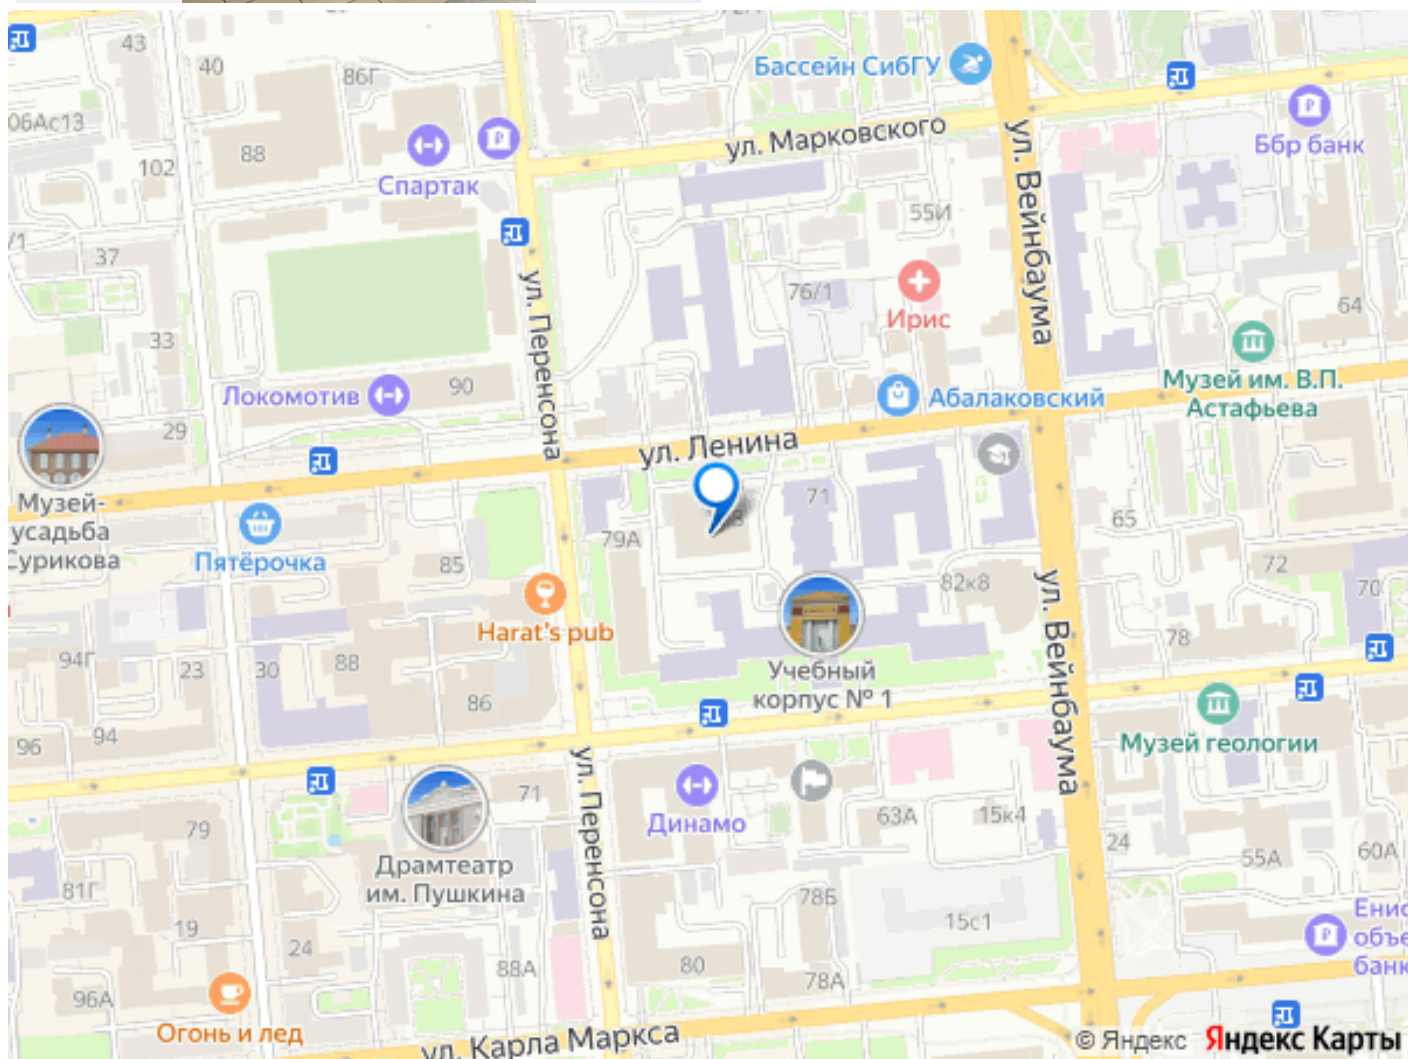 43
40
86Г
Бассейн СибГУ
06Ас13
88
102
Спартак
ул. Марковского
ул. Вейнбаума
Ббр банк
55И
/1
37
ул. Перенсона
76/1
Ирис
64
33
Локомотив
90
Абалаковский
Музей им. В.П.
Астафьева
29
ул. Ленина
Музей-
усадьба
Сурикова
Пятёрочка
79А
71
65
85
82к8
72
70
Harat's pub
ул. Вейнбаума
94Г
23
30
88
86
Учебный
корпус № 1
78
96
94
Музей геологии
ул. Перенсона
71
Динамо
63А
15к4
79
24
55А
60А
Драмтеатр
им. Пушкина
81Г
78Б
19
24
15с1
Енис
объе
банк
88А
80
78А
96А
Огонь и лед
ул. Карла Маркса
© Яндекс Яндекс Карты